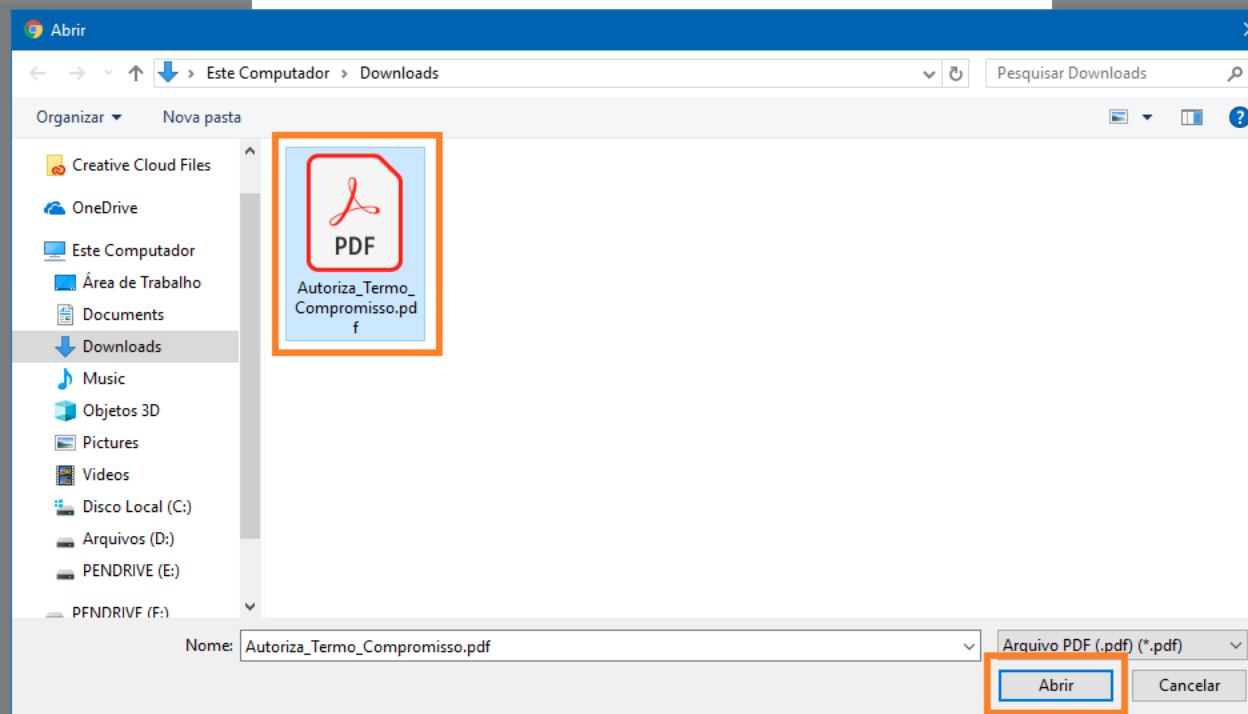 Abrir
Este Computador › Downloads
Pesquisar Downloads
Organizar
Nova pasta
?
Creative Cloud Files
OneDrive
Este Computador
Área de Trabalho
Documents
Downloads
Music
Objetos 3D
Pictures
Videos
Disco Local (C:)
Arquivos (D:)
PENDRIVE (E:)
PENDRIVE (E:)
PDF
Autoriza_Termo_
Compromisso.pd
f
Nome: Autoriza_Termo_Compromisso.pdf
Arquivo PDF (.pdf) (*.pdf)
Abrir
Cancelar